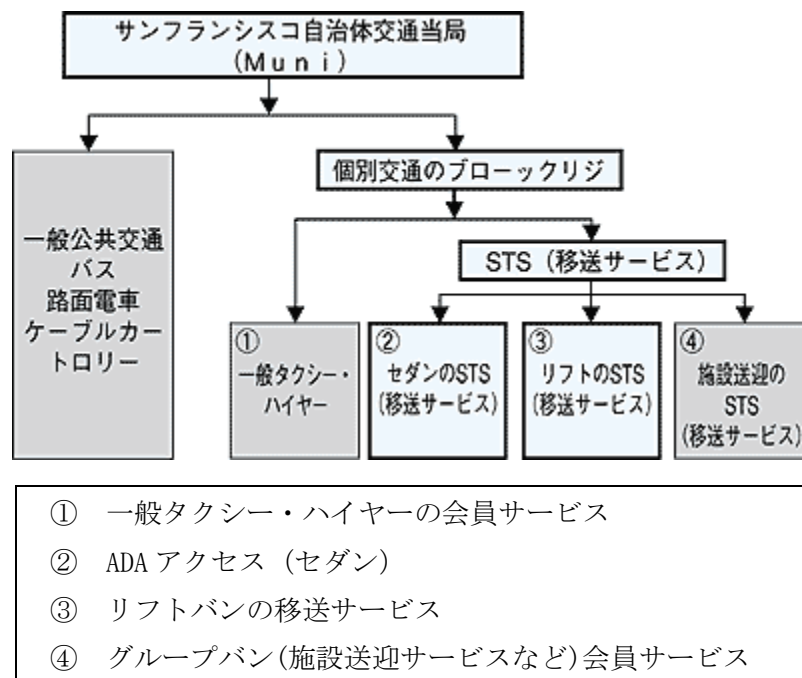 サンフランシスコ自治体交通当局
(Muni)
個別交通のブローックリジ
一般公共交通
バス
路面電車
ケーブルカー
トロリー
STS (移送サービス)
①
一般タクシー・
ハイヤー
②
セダンのSTS
(移送サービス)
③
リフトのSTS
(移送サービス)
④
施設送迎の
STS
(移送サービス)
① 一般タクシー・ハイヤーの会員サービス
② ADAアクセス (セダン)
③ リフトバンの移送サービス
④ グループバン(施設送迎サービスなど)会員サービス